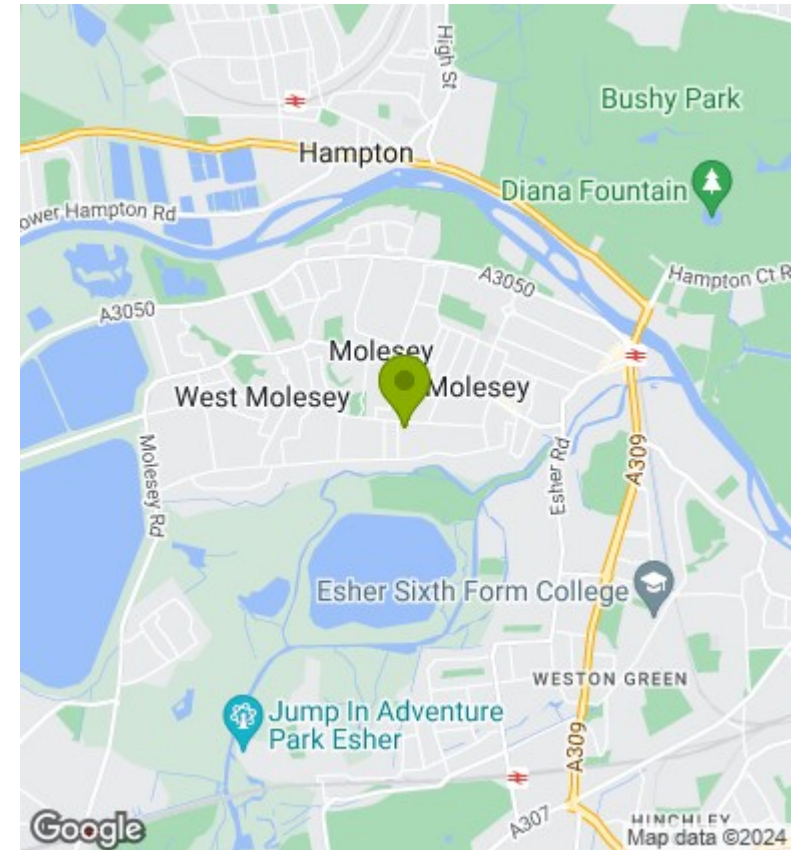 High St
Bushy Park
Hampton
Diana Fountain
ower Hampton Rd
Hampton Ct R
A3050
A3050
Molesey
West Molesey
Molesey
Molesey Rd
Esher Rd
A309
Esher Sixth Form College
WESTON GREEN
Jump In Adventure
Park Esher
A309
A307
HINCHLEY
Google
Map data ©2024